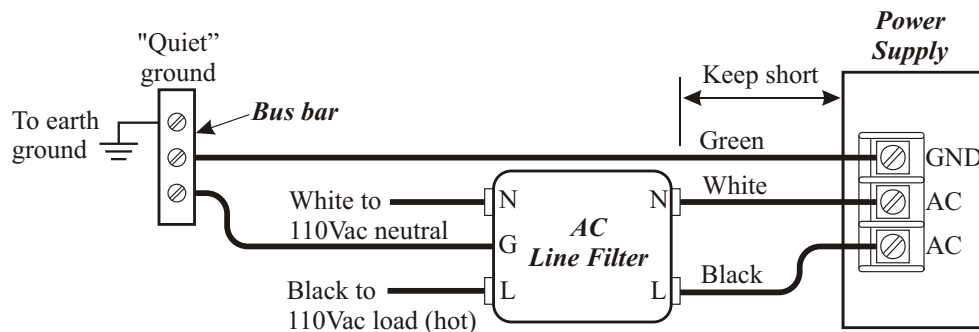 "Quiet”
ground
Power
Supply
Keep short
Bus bar
To earth
ground
Green
GND
White
White to
110Vac neutral
N
N
AC
G
AC
Line Filter
AC
Black
Black to
110Vac load (hot)
L
L